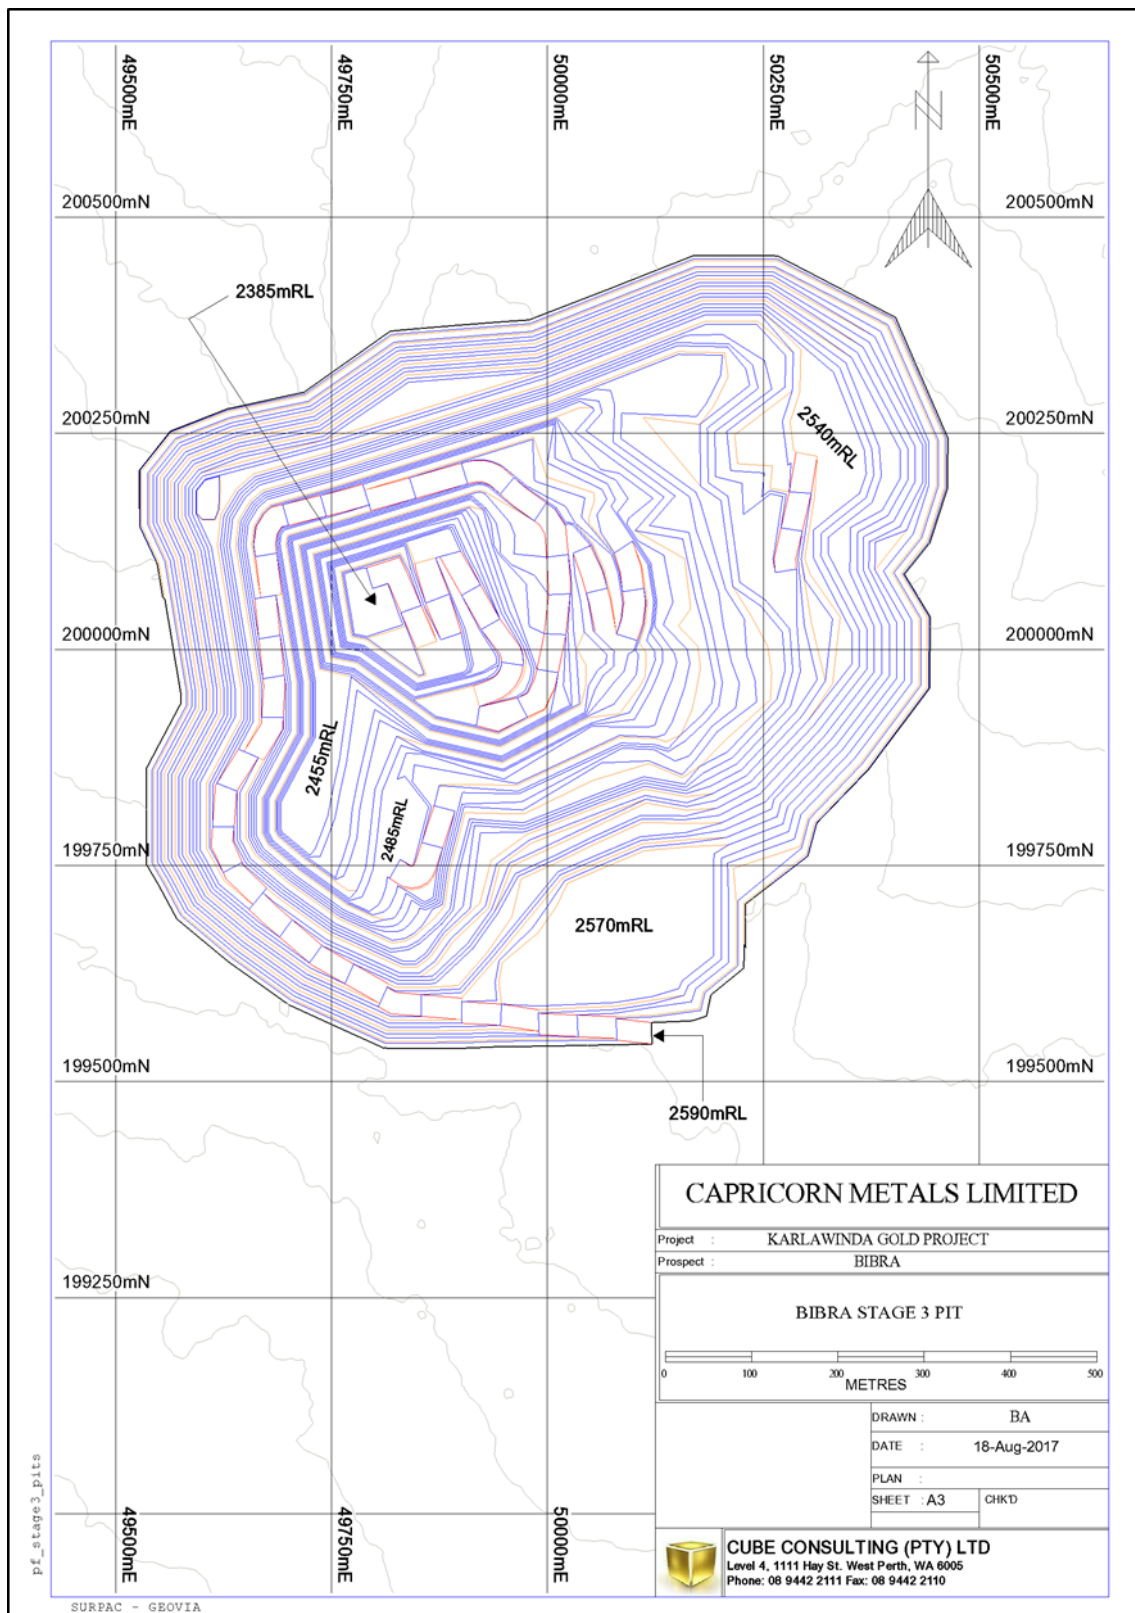 49500mE
49750mE
50000mE
50250mE
50500mE
N
200500mN
200500mN
2385mRL
200250mN
200250mN
2540mRL
200000mN
200000mN
2455mRL
2485mRL
199750mN
199750mN
2570mRL
199500mN
199500mN
2590mRL
CAPRICORN METALS LIMITED
Project : KARLAWINDA GOLD PROJECT
Prospect : BIBRA
199250mN
BIBRA STAGE 3 PIT
0 100 200 300 400 500
METRES
DRAWN : BA
DATE : 18-Aug-2017
PLAN :
SHEET : A3 CHK'D
49500mE
49750mE
50000mE
CUBE CONSULTING (PTY) LTD
Level 4, 1111 Hay St. West Perth, WA 6005
Phone: 08 9442 2111 Fax: 08 9442 2110
pf_stage3_pits
SURPAC - GEOVIA